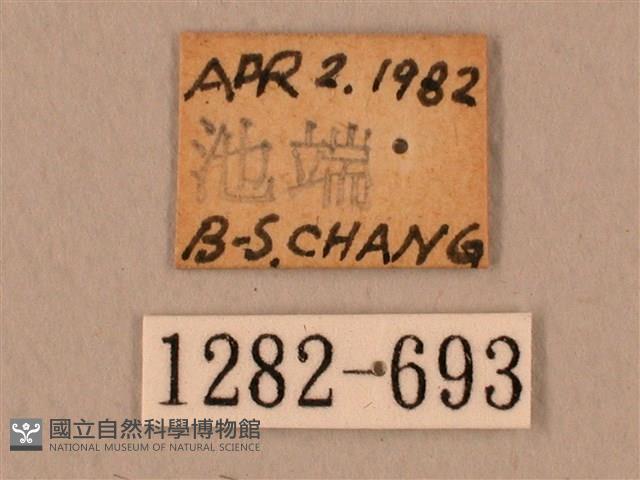 APR 2. 1982
池端
B-S. CHANG
1282-693
國立自然科學博物館
NATIONAL MUSEUM OF NATURAL SCIENCE